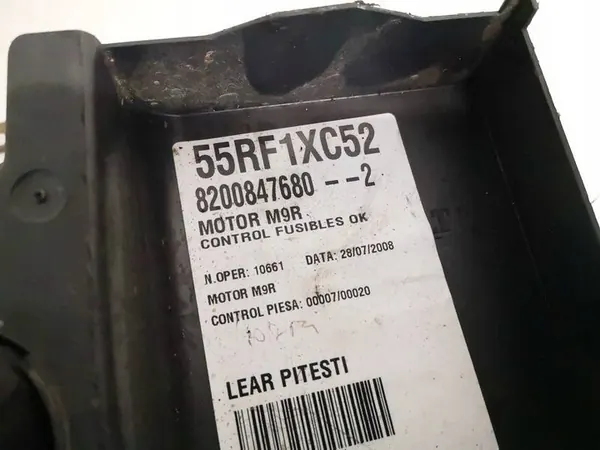 55RF1XC52
8200847680 --2
MOTOR M9R
CONTROL FUSIBLES OK
N.OPER: 10661 DATA: 28/07/2008
MOTOR M9R
CONTROL PIESA: 00007/00020
LEAR PITESTI